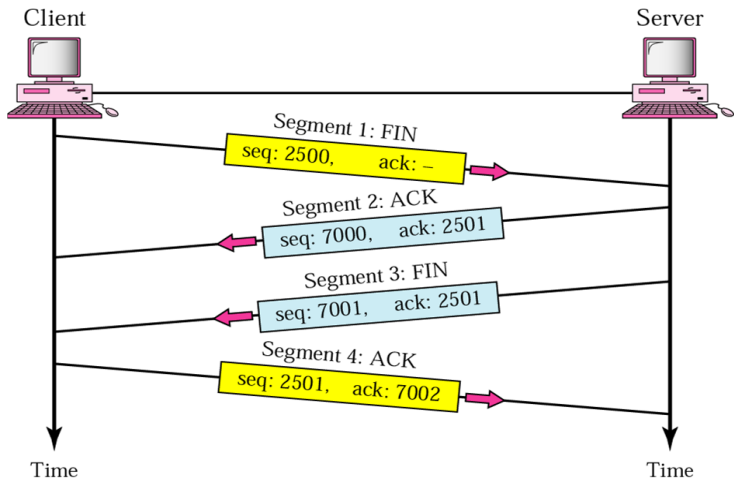 Client
Server
Segment 1: FIN
seq: 2500, ack: –
Segment 2: ACK
seq: 7000, ack: 2501
Segment 3: FIN
seq: 7001, ack: 2501
Segment 4: ACK
seq: 2501, ack: 7002
Time
Time